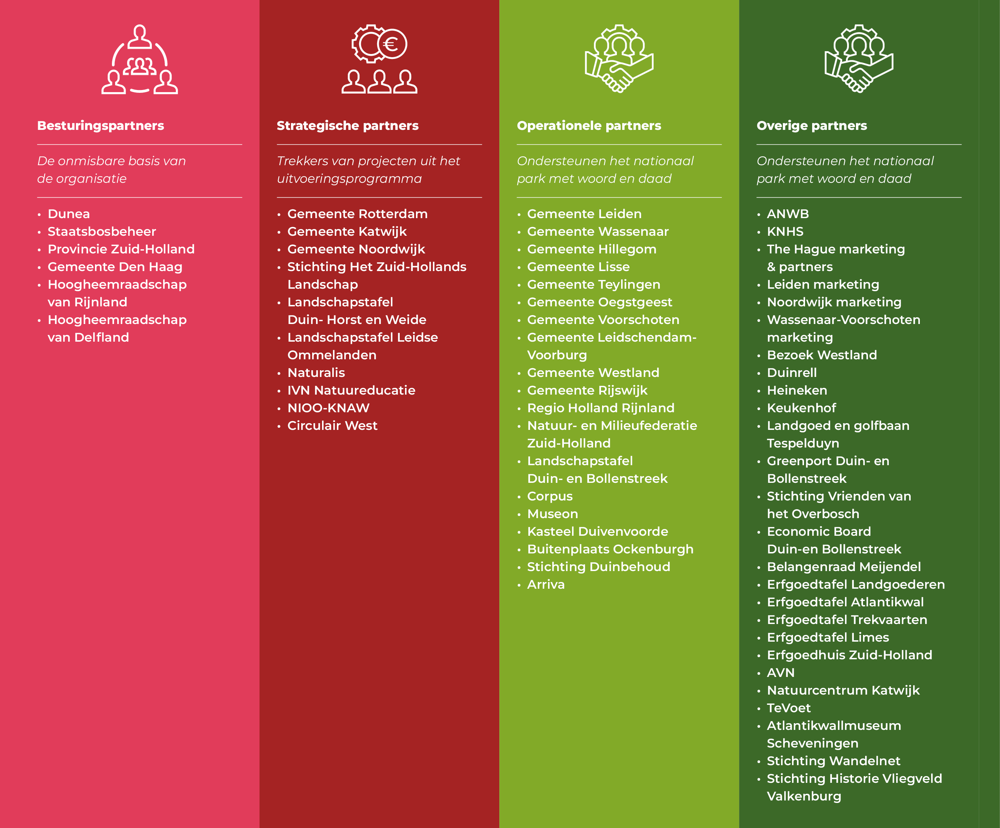 Besturingspartners
De onmisbare basis van
de organisatie
• Dunea
• Staatsbosbeheer
• Provincie Zuid-Holland
• Gemeente Den Haag
• Hoogheemraadschap
van Rijnland
• Hoogheemraadschap
van Delfland
€
Strategische partners
Trekkers van projecten uit het
uitvoeringsprogramma
• Gemeente Rotterdam
• Gemeente Katwijk
• Gemeente Noordwijk
• Stichting Het Zuid-Hollands
Landschap
• Landschapstafel
Duin- Horst en Weide
• Landschapstafel Leidse
Ommelanden
• Naturalis
• IVN Natuureducatie
• NIOO-KNAW
• Circulair West
Operationele partners
Ondersteunen het nationaal
park met woord en daad
• Gemeente Leiden
• Gemeente Wassenaar
• Gemeente Hillegom
• Gemeente Lisse
• Gemeente Teylingen
• Gemeente Oegstgeest
• Gemeente Voorschoten
• Gemeente Leidschendam-
Voorburg
• Gemeente Westland
• Gemeente Rijswijk
• Regio Holland Rijnland
• Natuur- en Milieufederatie
Zuid-Holland
• Landschapstafel
Duin- en Bollenstreek
• Corpus
• Museon
• Kasteel Duivenvoorde
• Buitenplaats Ockenburgh
• Stichting Duinbehoud
• Arriva
Overige partners
Ondersteunen het nationaal
park met woord en daad
• ANWB
• KNHS
• The Hague marketing
& partners
• Leiden marketing
• Noordwijk marketing
• Wassenaar-Voorschoten
marketing
• Bezoek Westland
• Duinrell
• Heineken
• Keukenhof
• Landgoed en golfbaan
Tespelduyn
• Greenport Duin- en
Bollenstreek
• Stichting Vrienden van
het Overbosch
• Economic Board
Duin-en Bollenstreek
• Belangenraad Meijendel
• Erfgoedtafel Landgoederen
• Erfgoedtafel Atlantikwal
• Erfgoedtafel Trekvaarten
• Erfgoedtafel Limes
• Erfgoedhuis Zuid-Holland
• AVN
• Natuurcentrum Katwijk
• TeVoet
• Atlantikwallmuseum
Scheveningen
• Stichting Wandelnet
• Stichting Historie Vliegveld
Valkenburg